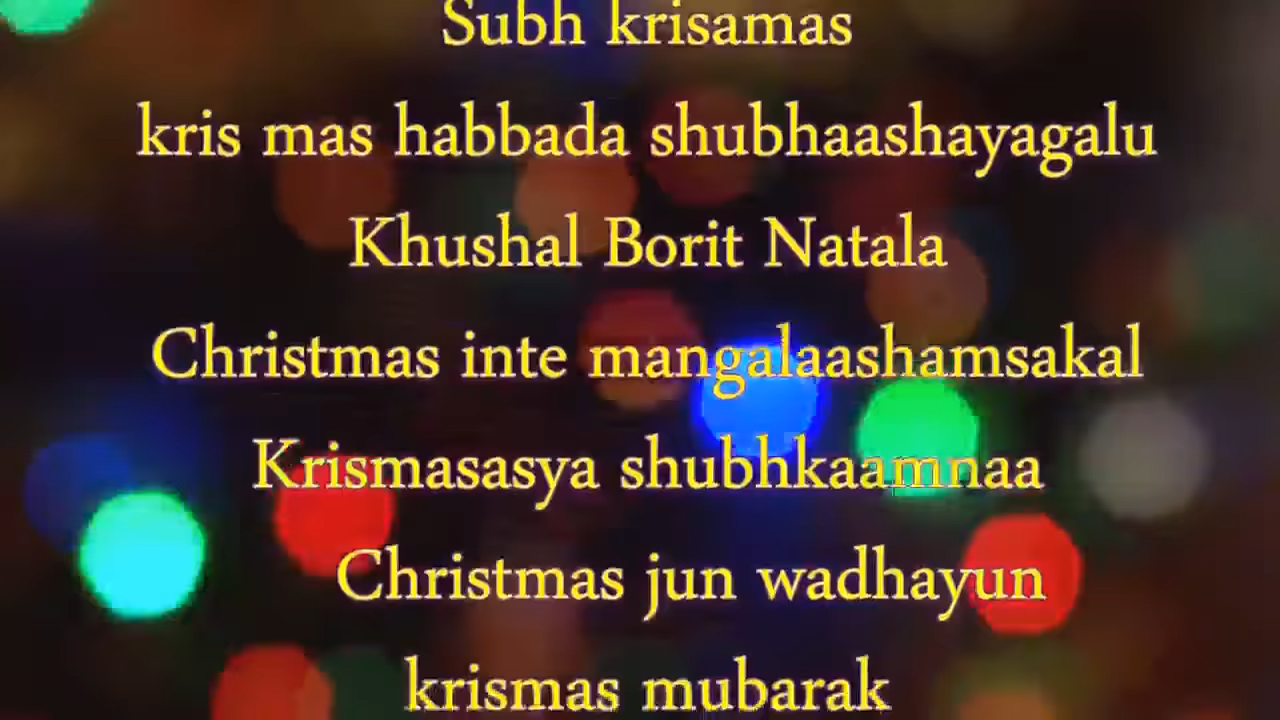 Subh krisamas
kris mas habbada shubhaashayagalu
Khushal Borit Natala
Christmas inte mangalaashamsakal
Krismasasya shubhkaamnaa
Christmas jun wadhayun
krismas mubarak